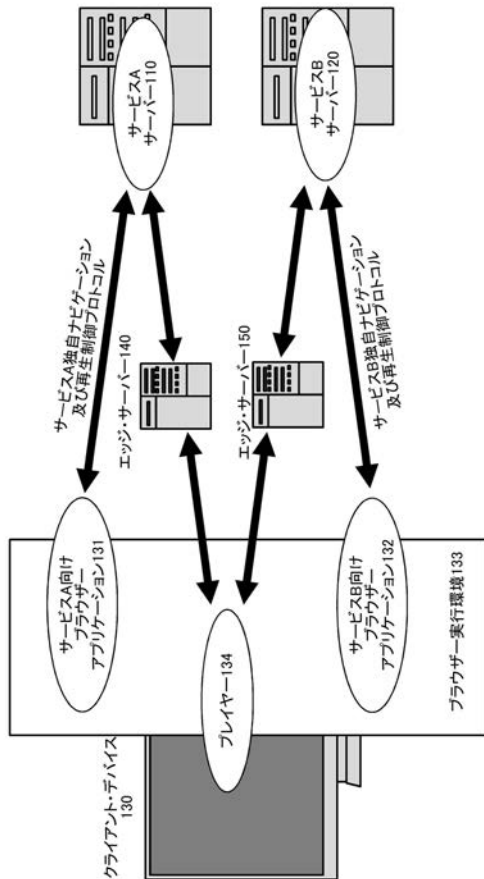 クライアント・デバイス
130
サービスA向け
ブラウザー
アプリケーション131
プレイヤー134
サービスB向け
ブラウザー
アプリケーション132
ブラウザー実行環境133
サービスA独自ナビゲーション
及び再生制御プロトコル
エッジ・サーバー140
エッジ・サーバー150
サービスB独自ナビゲーション
及び再生制御プロトコル
サービスA
サーバー110
サービスB
サーバー120